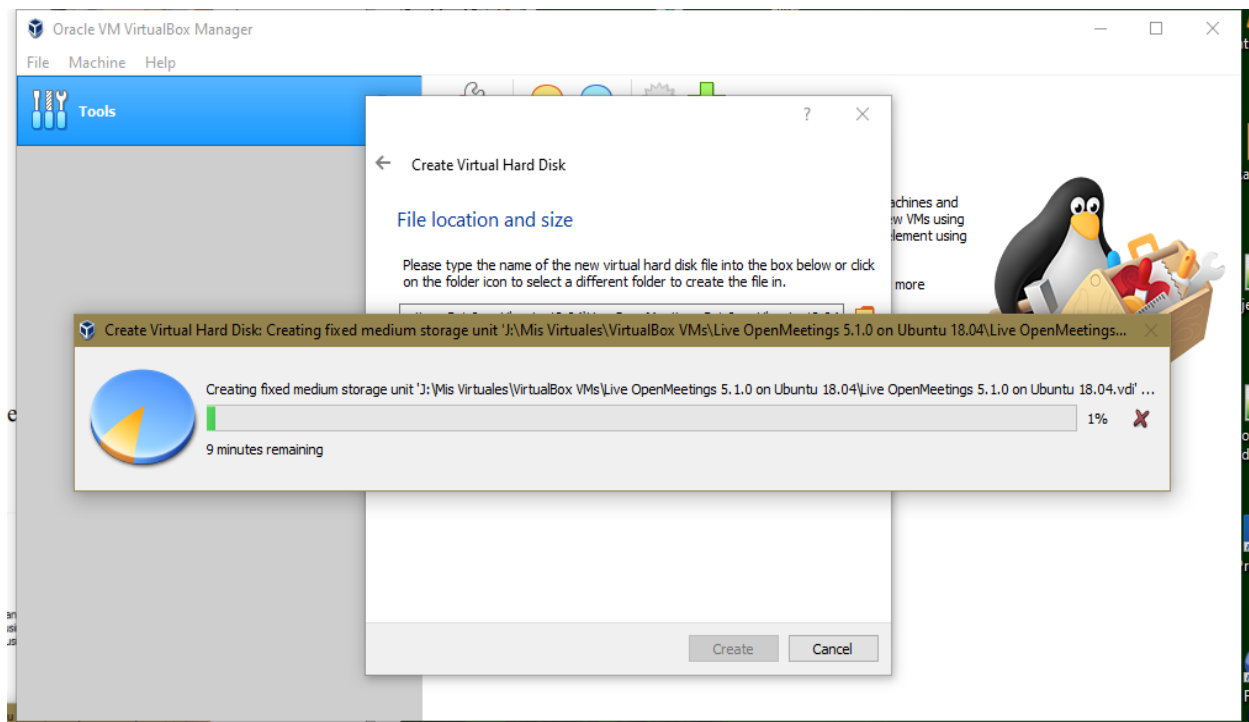 Oracle VM VirtualBox Manager
File Machine Help
Tools
?
Create Virtual Hard Disk
File location and size
Please type the name of the new virtual hard disk file into the box below or click
on the folder icon to select a different folder to create the file in.
achines and
w VMs using
lement using
more
Create Virtual Hard Disk: Creating fixed medium storage unit 'J:\Mis Virtuales\VirtualBox VMs\Live OpenMeetings 5.1.0 on Ubuntu 18.04\Live OpenMeetings...
Creating fixed medium storage unit 'J:\Mis Virtuales\VirtualBox VMs\Live OpenMeetings 5.1.0 on Ubuntu 18.04\Live OpenMeetings 5.1.0 on Ubuntu 18.04.vdi' ...
1%
9 minutes remaining
Create Cancel